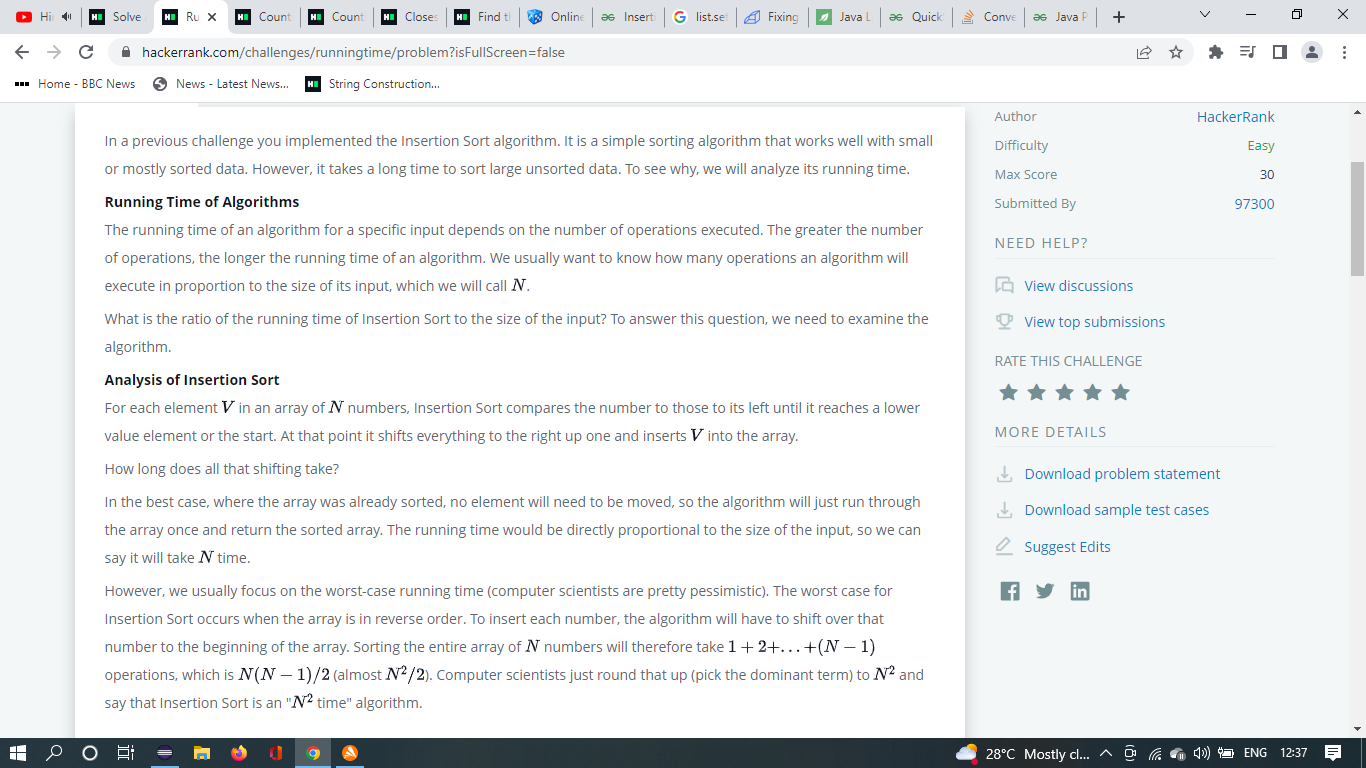 Hi
Solve
Ru
Count
Count
Closes
Find t
Online
Insert
list.se
Fixing
Java L
Quick
Conve
Java P
hackerrank.com/challenges/runningtime/problem?isFullScreen=false
Home - BBC News
News - Latest News...
String Construction...
In a previous challenge you implemented the Insertion Sort algorithm. It is a simple sorting algorithm that works well with small
or mostly sorted data. However, it takes a long time to sort large unsorted data. To see why, we will analyze its running time.
Running Time of Algorithms
The running time of an algorithm for a specific input depends on the number of operations executed. The greater the number
of operations, the longer the running time of an algorithm. We usually want to know how many operations an algorithm will
execute in proportion to the size of its input, which we will call N.
What is the ratio of the running time of Insertion Sort to the size of the input? To answer this question, we need to examine the
algorithm.
Analysis of Insertion Sort
For each element V in an array of N numbers, Insertion Sort compares the number to those to its left until it reaches a lower
value element or the start. At that point it shifts everything to the right up one and inserts V into the array.
How long does all that shifting take?
In the best case, where the array was already sorted, no element will need to be moved, so the algorithm will just run through
the array once and return the sorted array. The running time would be directly proportional to the size of the input, so we can
say it will take N time.
However, we usually focus on the worst-case running time (computer scientists are pretty pessimistic). The worst case for
Insertion Sort occurs when the array is in reverse order. To insert each number, the algorithm will have to shift over that
number to the beginning of the array. Sorting the entire array of N numbers will therefore take 1 + 2+...+(N − 1)
operations, which is N(N − 1)/2 (almost N²/2). Computer scientists just round that up (pick the dominant term) to N² and
say that Insertion Sort is an "N² time" algorithm.
Author HackerRank
Difficulty Easy
Max Score 30
Submitted By 97300
NEED HELP?
View discussions
View top submissions
RATE THIS CHALLENGE
MORE DETAILS
Download problem statement
Download sample test cases
Suggest Edits
28°C Mostly cl... ENG 12:37